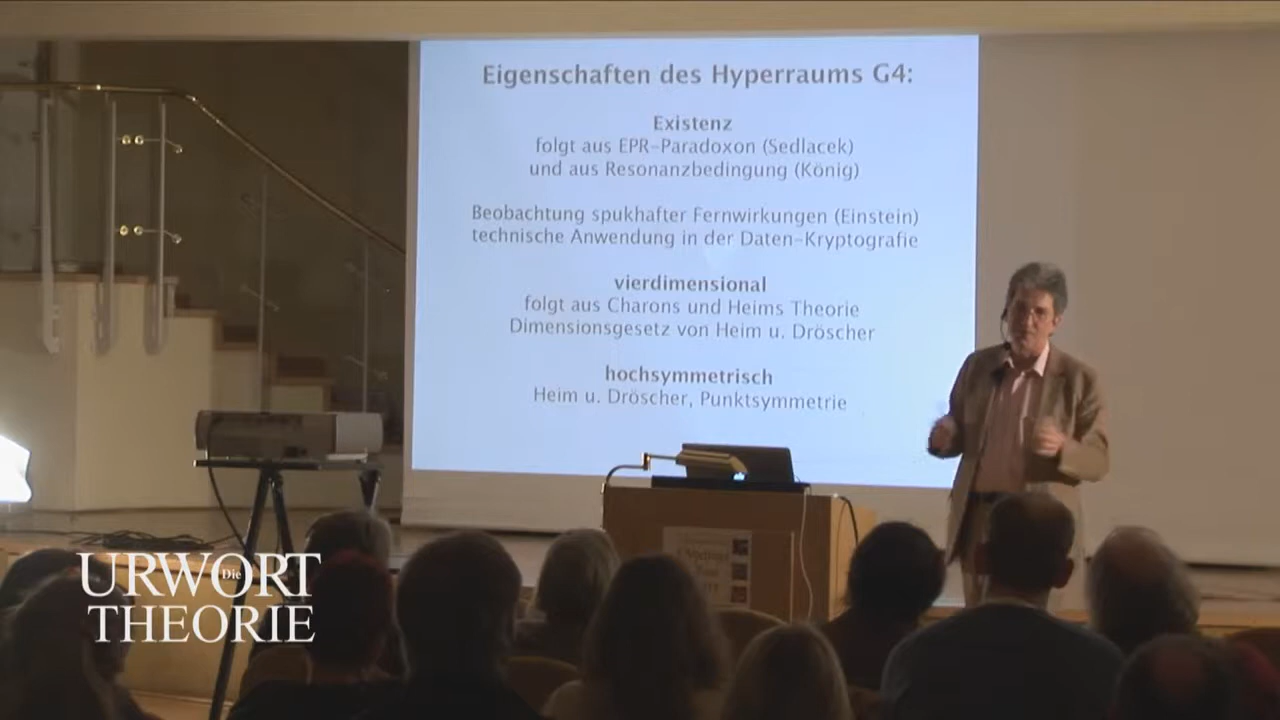 Eigenschaften des Hyperraums G4:
Existenz
folgt aus EPR-Paradoxon (Sedlacek)
und aus Resonanzbedingung (König)
Beobachtung spukhafter Fernwirkungen (Einstein)
technische Anwendung in der Daten-Kryptografie
vierdimensional
folgt aus Charons und Heims Theorie
Dimensionsgesetz von Heim u. Dröscher
hochsymmetrisch
Heim u. Dröscher, Punktsymmetrie
Die
URWORT
THEORIE